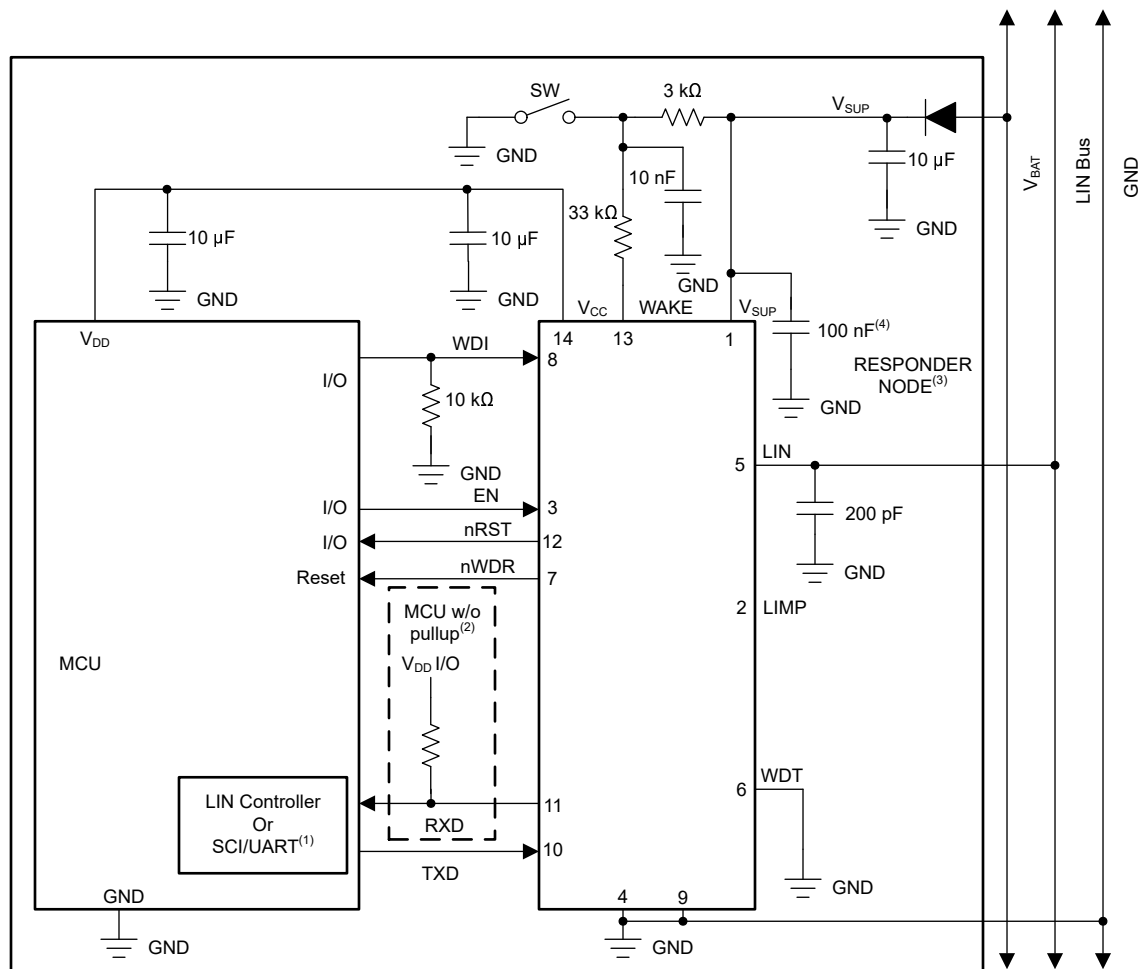 SW
3 kΩ
V_SUP
GND
10 nF
10 µF
33 kΩ
10 µF
10 µF
GND
GND
GND
GND
V_BAT
LIN Bus
GND
V_DD
V_CC
WAKE
V_SUP
14
13
1
100 nF(4)
GND
RESPONDER
NODE(3)
I/O
WDI
8
10 kΩ
GND
5
LIN
200 pF
GND
I/O
EN
3
I/O
nRST
12
Reset
nWDR
7
MCU w/o
pullup(2)
V_DD I/O
2
LIMP
MCU
LIN Controller
Or
SCI/UART(1)
RXD
11
TXD
10
6
WDT
GND
GND
GND
4
9
GND